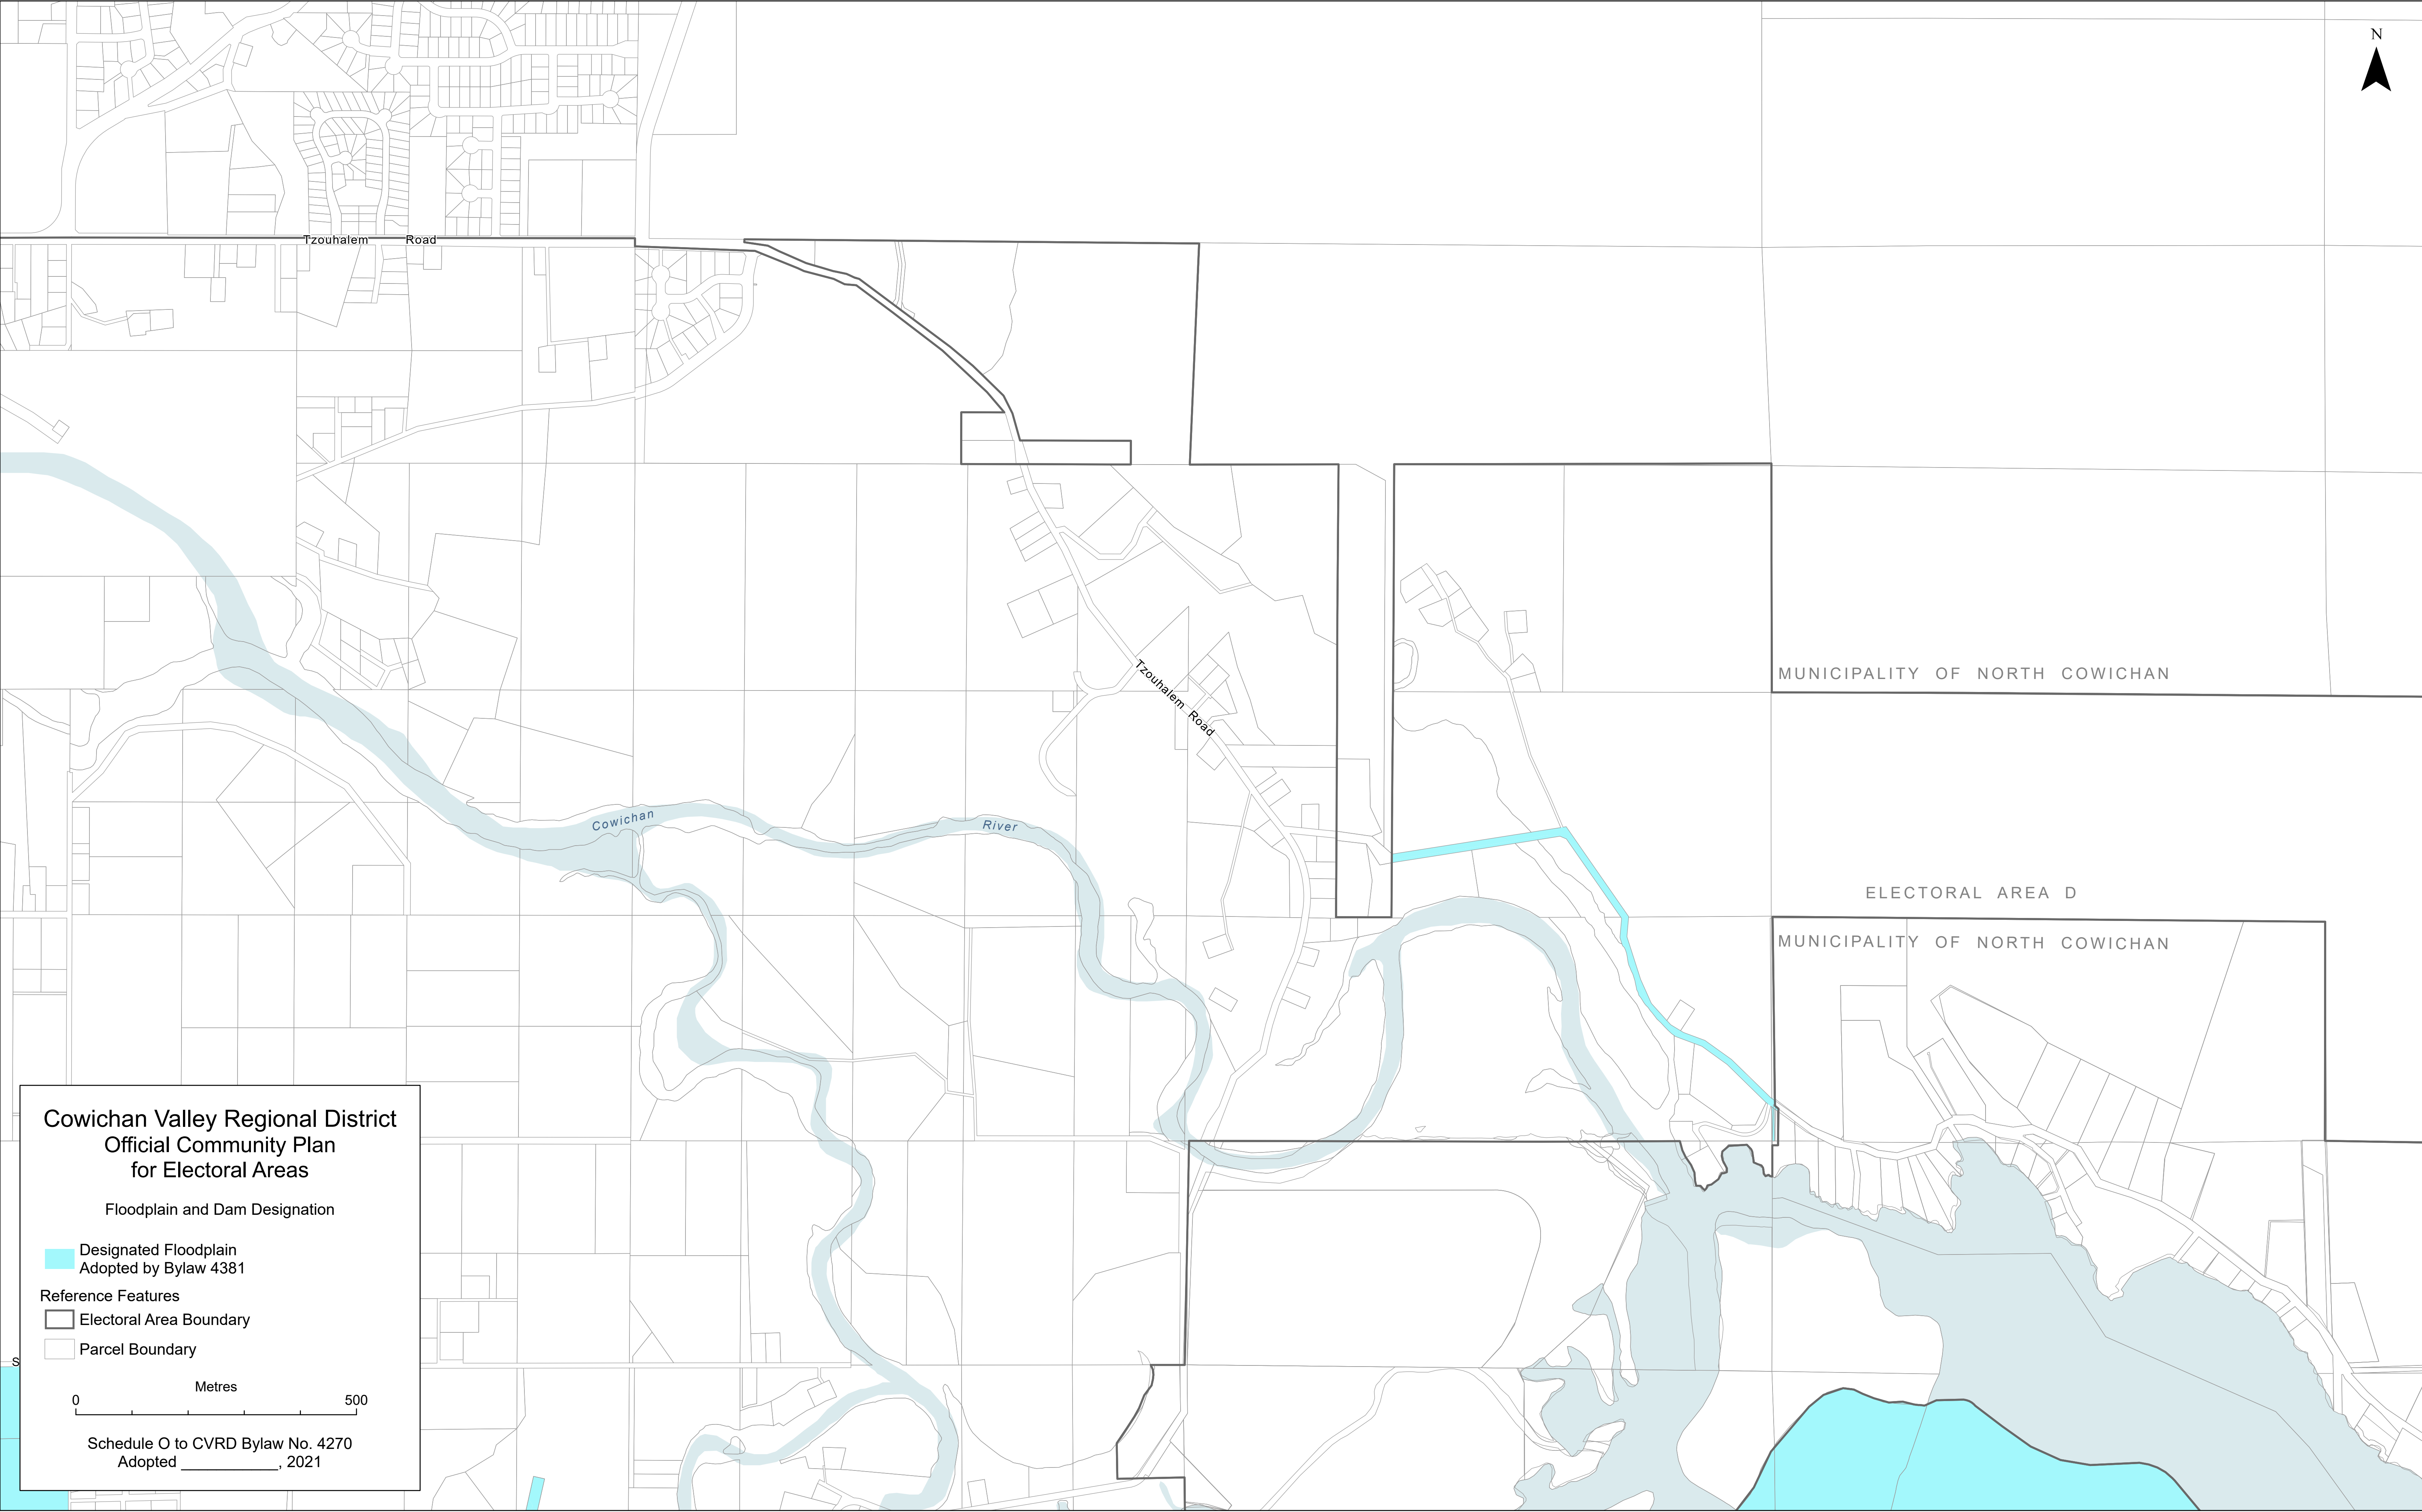 N
Tzouhalem Road
Tzouhalem Road
MUNICIPALITY OF NORTH COWICHAN
Cowichan River
ELECTORAL AREA D
MUNICIPALITY OF NORTH COWICHAN
Cowichan Valley Regional District
Official Community Plan
for Electoral Areas
Floodplain and Dam Designation
Designated Floodplain
Adopted by Bylaw 4381
Reference Features
Electoral Area Boundary
Parcel Boundary
S
Metres
0 500
Schedule O to CVRD Bylaw No. 4270
Adopted ____________, 2021